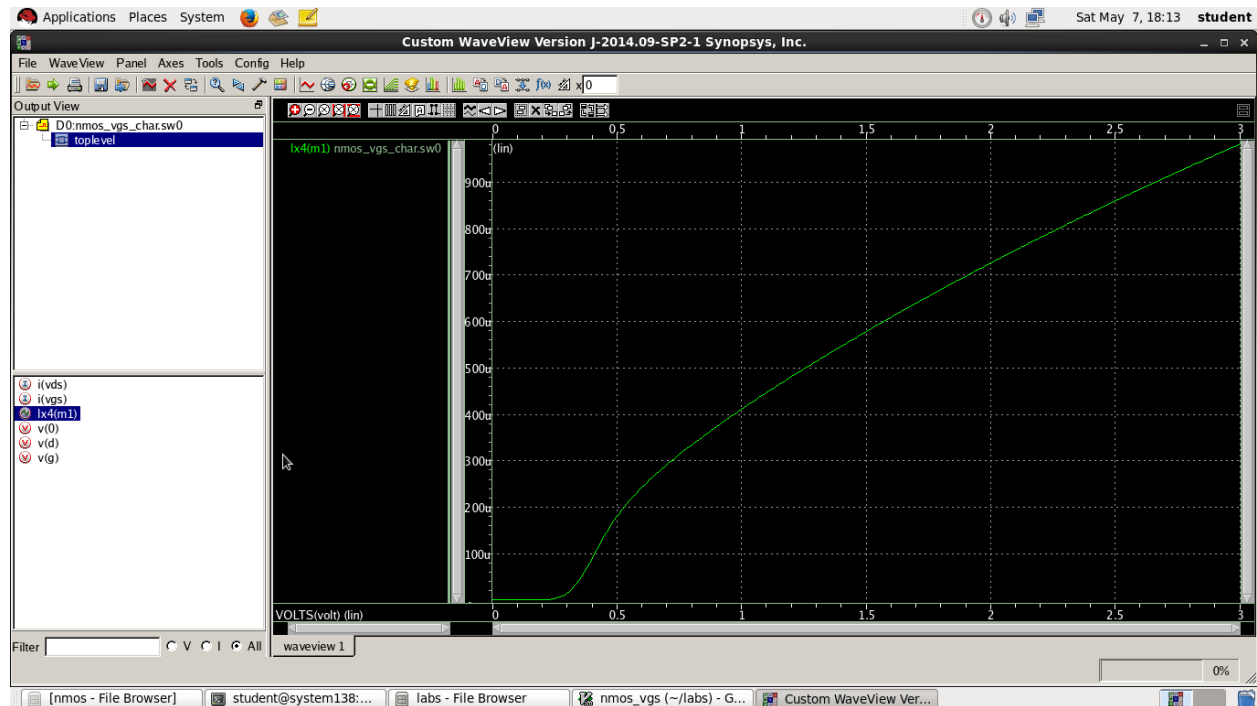 Applications Places System Sat May 7, 18:13 student
Custom WaveView Version J-2014.09-SP2-1 Synopsys, Inc.
File WaveView Panel Axes Tools Config Help
x 0
Output View
D0:nmos_vgs_char.sw0
toplevel
i(vds)
i(vgs)
lx4(m1)
v(0)
v(d)
v(g)
Filter V I All
0 0.5 1 1.5 2 2.5 3
lx4(m1) nmos_vgs_char.sw0 (lin)
900u
800u
700u
600u
500u
400u
300u
200u
100u
VOLTS(volt) (lin) 0 0.5 1 1.5 2 2.5 3
waveview 1
0%
[nmos - File Browser] student@system138:... labs - File Browser nmos_vgs (~/labs) - G... Custom WaveView Ver...